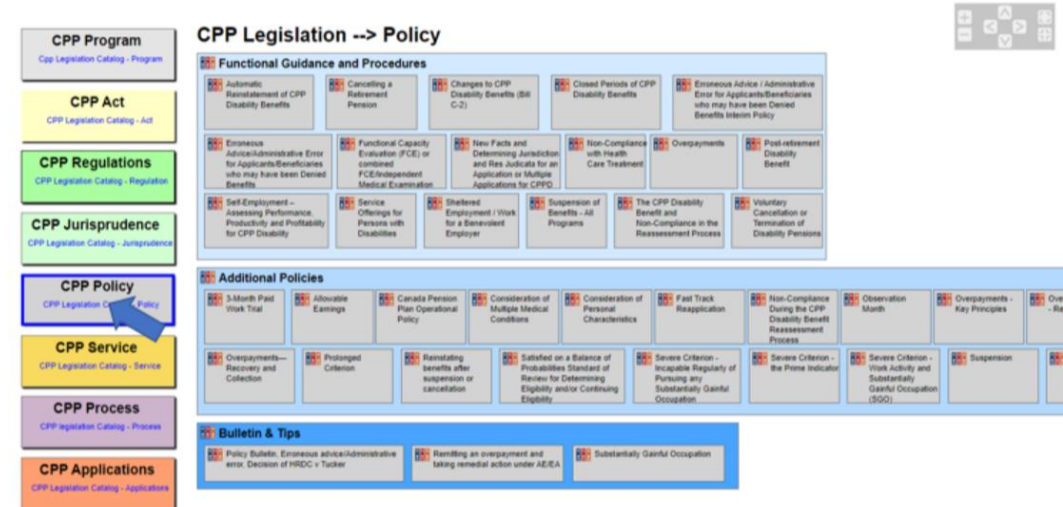 CPP Legislation --> Policy
CPP Program
Cpp Legislation Catalog - Program
CPP Act
CPP Legislation Catalog - Act
CPP Regulations
CPP Legislation Catalog - Regulation
CPP Jurisprudence
CPP Legislation Catalog - Jurisprudence
CPP Policy
CPP Legislation Policy
CPP Service
CPP Legislation Catalog - Service
CPP Process
CPP legislation Catalog - Process
CPP Applications
CPP Legislation Catalog - Applications
Functional Guidance and Procedures
Automatic
Reinstatement of CPP
Disability Benefits
Cancelling a
Retirement
Pension
Changes to CPP
Disability Benefits (Bill
C-2)
Closed Periods of CPP
Disability Benefits
Erroneous Advice / Administrative
Error for Applicants/Beneficiaries
who may have been Denied
Benefits Interim Policy
Erroneous
Advice/Administrative Error
for Applicants/Beneficiaries
who may have been Denied
Benefits
Functional Capacity
Evaluation (FCE) or
combined
FCE/Independent
Medical Examination
New Facts and
Determining Jurisdiction
and Res Judicata for an
Application or Multiple
Applications for CPPD
Non-Compliance
with Health
Care Treatment
Overpayments
Post-retirement
Disability
Benefit
Self-Employment –
Assessing Performance,
Productivity and Profitability
for CPP Disability
Service
Offerings for
Persons with
Disabilities
Sheltered
Employment / Work
for a Benevolent
Employer
Suspension of
Benefits - All
Programs
The CPP Disability
Benefit and
Non-Compliance in the
Reassessment Process
Voluntary
Cancellation or
Termination of
Disability Pensions
Additional Policies
3-Month Paid
Work Trial
Allowable
Earnings
Canada Pension
Plan Operational
Policy
Consideration of
Multiple Medical
Conditions
Consideration of
Personal
Characteristics
Fast Track
Reapplication
Non-Compliance
During the CPP
Disability Benefit
Reassessment
Process
Observation
Month
Overpayments -
Key Principles
Overpayments—
Recovery and
Collection
Prolonged
Criterion
Reinstating
benefits after
suspension or
cancellation
Satisfied on a Balance of
Probabilities Standard of
Review for Determining
Eligibility and/or Continuing
Eligibility
Severe Criterion -
Incapable Regularly of
Pursuing any
Substantially Gainful
Occupation
Severe Criterion -
the Prime Indicator
Severe Criterion -
Work Activity and
Substantially
Gainful Occupation
(SGO)
Suspension
Bulletin & Tips
Policy Bulletin, Erroneous advice/Administrative
error, Decision of HRDC v Tucker
Remitting an overpayment and
taking remedial action under AE/EA
Substantially Gainful Occupation